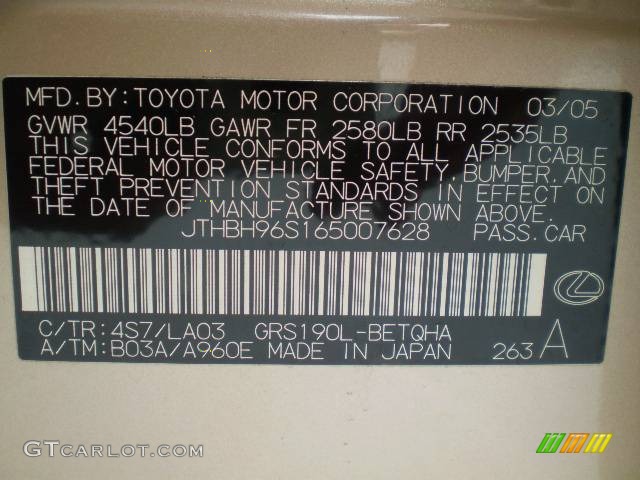 MFD. BY: TOYOTA MOTOR CORPORATION 03/05
GVWR 4540LB GAWR FR 2580LB RR 2535LB
THIS VEHICLE CONFORMS TO ALL APPLICABLE
FEDERAL MOTOR VEHICLE SAFETY, BUMPER, AND
THEFT PREVENTION STANDARDS IN EFFECT ON
THE DATE OF MANUFACTURE SHOWN ABOVE.
JTHBH96S165007628 PASS. CAR
C/TR: 4S7/LA03 GRS190L-BETQHA
A/TM: B03A/A960E MADE IN JAPAN 263 A
GTCARLOT.COM